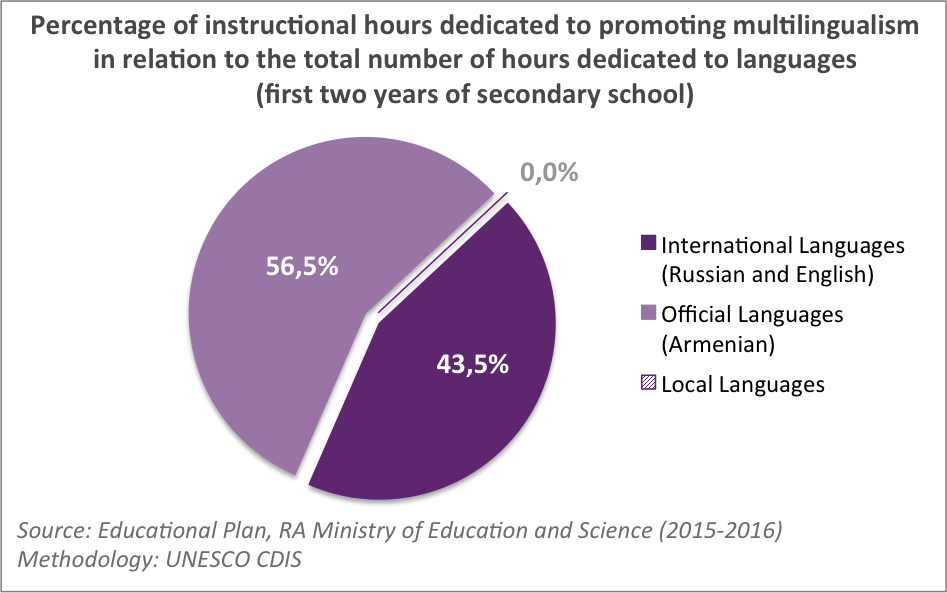 Percentage of instructional hours dedicated to promoting multilingualism
in relation to the total number of hours dedicated to languages
(first two years of secondary school)
0,0%
56,5%
43,5%
International Languages
(Russian and English)
Official Languages
(Armenian)
Local Languages
Source: Educational Plan, RA Ministry of Education and Science (2015-2016)
Methodology: UNESCO CDIS